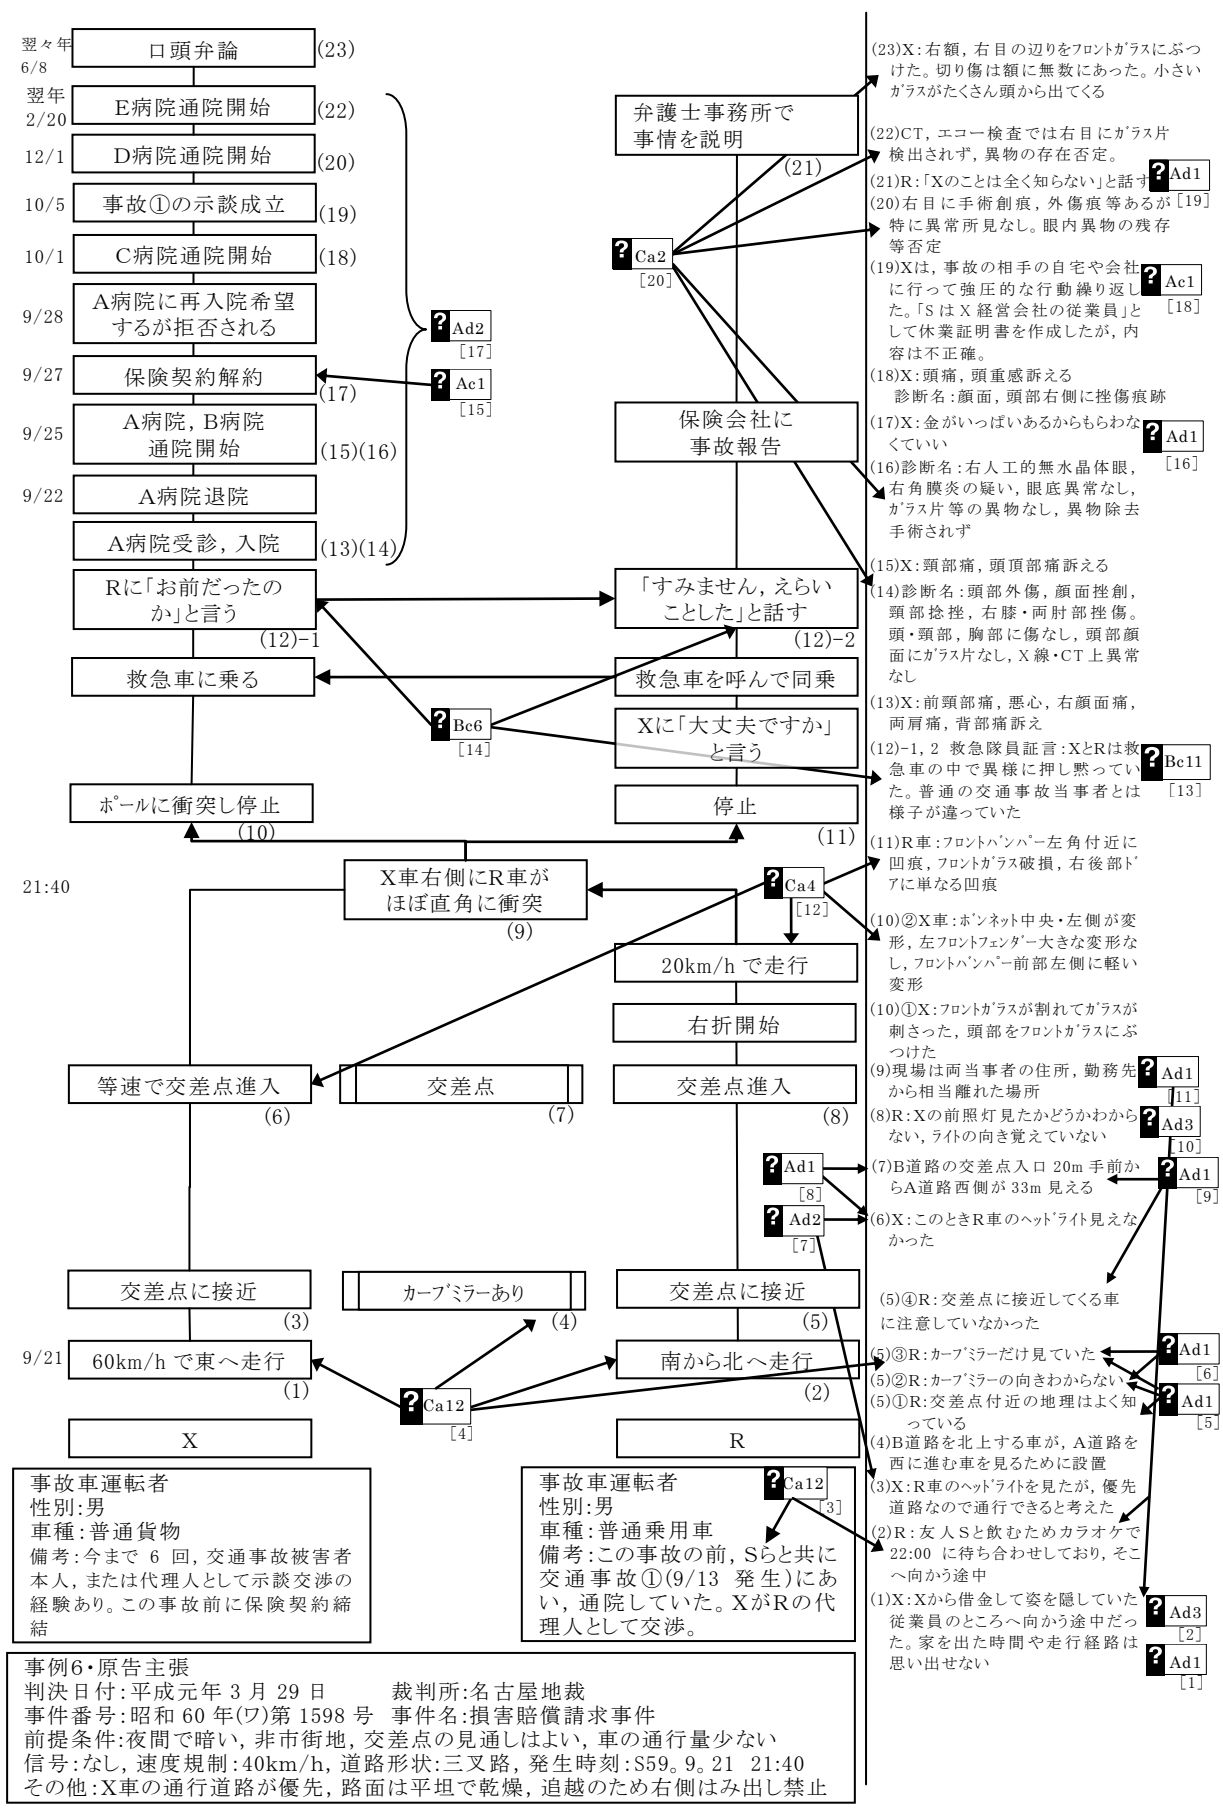 翌々年
6/8
口頭弁論
(23)
翌年
2/20
E病院通院開始
(22)
12/1
D病院通院開始
(20)
10/5
事故①の示談成立
(19)
10/1
C病院通院開始
(18)
9/28
A病院に再入院希望
するが拒否される
9/27
保険契約解約
(17)
9/25
A病院，B病院
通院開始
(15)(16)
9/22
A病院退院
A病院受診，入院
(13)(14)
Rに「お前だったの
か」と言う
(12)-1
救急車に乗る
ポールに衝突し停止
(10)
? Ad2
[17]
? Ac1
[15]
? Bc6
[14]
弁護士事務所で
事情を説明
(21)
? Ca2
[20]
保険会社に
事故報告
「すみません，えらい
ことした」と話す
(12)-2
救急車を呼んで同乗
Xに「大丈夫ですか」
と言う
停止
(11)
21:40
X車右側にR車が
ほぼ直角に衝突
(9)
? Ca4
[12]
20km/h で走行
右折開始
等速で交差点進入
(6)
交差点
(7)
交差点進入
(8)
? Ad1
[8]
? Ad2
[7]
交差点に接近
(3)
カーブミラーあり
(4)
交差点に接近
(5)
9/21
60km/h で東へ走行
(1)
南から北へ走行
(2)
? Ca12
[4]
X
R
事故車運転者
性別:男
車種:普通貨物
備考:今まで 6 回，交通事故被害者
本人，または代理人として示談交渉の
経験あり。この事故前に保険契約締
結
事故車運転者
性別:男
車種:普通乗用車
備考:この事故の前，Sらと共に
交通事故①(9/13 発生)にあ
い，通院していた。XがRの代
理人として交渉。
? Ca12
[3]
事例6・原告主張
判決日付:平成元年 3 月 29 日　裁判所:名古屋地裁
事件番号:昭和 60 年(ワ)第 1598 号　事件名:損害賠償請求事件
前提条件:夜間で暗い，非市街地，交差点の見通しはよい，車の通行量少ない
信号:なし，速度規制:40km/h，道路形状:三叉路，発生時刻:S59。9。21　21:40
その他:X車の通行道路が優先，路面は平坦で乾燥，追越のため右側はみ出し禁止
(23)X:右額，右目の辺りをフロントガラスにぶつ
けた。切り傷は額に無数にあった。小さい
ガラスがたくさん頭から出てくる
(22)CT，エコー検査では右目にガラス片
検出されず，異物の存在否定。
(21)R:「Xのことは全く知らない」と話す
? Ad1
[19]
(20)右目に手術創痕，外傷痕等あるが
特に異常所見なし。眼内異物の残存
等否定
(19)Xは，事故の相手の自宅や会社
に行って強圧的な行動繰り返し
た。「SはX経営会社の従業員」と
して休業証明書を作成したが，内
容は不正確。
? Ac1
[18]
(18)X:頭痛，頭重感訴える
診断名:顔面，頭部右側に挫傷痕跡
(17)X:金がいっぱいあるからもらわな
くていい
? Ad1
[16]
(16)診断名:右人工的無水晶体眼，
右角膜炎の疑い，眼底異常なし，
ガラス片等の異物なし，異物除去
手術されず
(15)X:頸部痛，頭頂部痛訴える
(14)診断名:頭部外傷，顔面挫創，
頸部捻挫，右膝・両肘部挫傷。
頭・頸部，胸部に傷なし，頭部顔
面にガラス片なし，X線・CT上異常
なし
(13)X:前頸部痛，悪心，右顔面痛，
両肩痛，背部痛訴え
(12)-1，2 救急隊員証言:XとRは救
急車の中で異様に押し黙ってい
た。普通の交通事故当事者とは
様子が違っていた
? Bc11
[13]
(11)R車:フロントバンパー左角付近に
凹痕，フロントガラス破損，右後部ド
アに単なる凹痕
(10)②X車:ボンネット中央・左側が変
形，左フロントフェンダー大きな変形な
し，フロントバンパー前部左側に軽い
変形
(10)①X:フロントガラスが割れてガラスが
刺さった，頭部をフロントガラスにぶ
つけた
(9)現場は両当事者の住所，勤務先
から相当離れた場所
? Ad1
[11]
(8)R:Xの前照灯見たかどうかわから
ない，ライトの向き覚えていない
? Ad3
[10]
(7)B道路の交差点入口 20m 手前か
らA道路西側が 33m 見える
? Ad1
[9]
(6)X:このときR車のヘッドライト見えな
かった
(5)④R:交差点に接近してくる車
に注意していなかった
(5)③R:カーブミラーだけ見ていた
? Ad1
[6]
(5)②R:カーブミラーの向きわからない
(5)①R:交差点付近の地理はよく知
っている
? Ad1
[5]
(4)B道路を北上する車が，A道路を
西に進む車を見るために設置
(3)X:R車のヘッドライトを見たが，優先
道路なので通行できると考えた
(2)R:友人Sと飲むためカラオケで
22:00 に待ち合わせしており，そこ
へ向かう途中
(1)X:Xから借金して姿を隠していた
従業員のところへ向かう途中だっ
た。家を出た時間や走行経路は
思い出せない
? Ad3
[2]
? Ad1
[1]